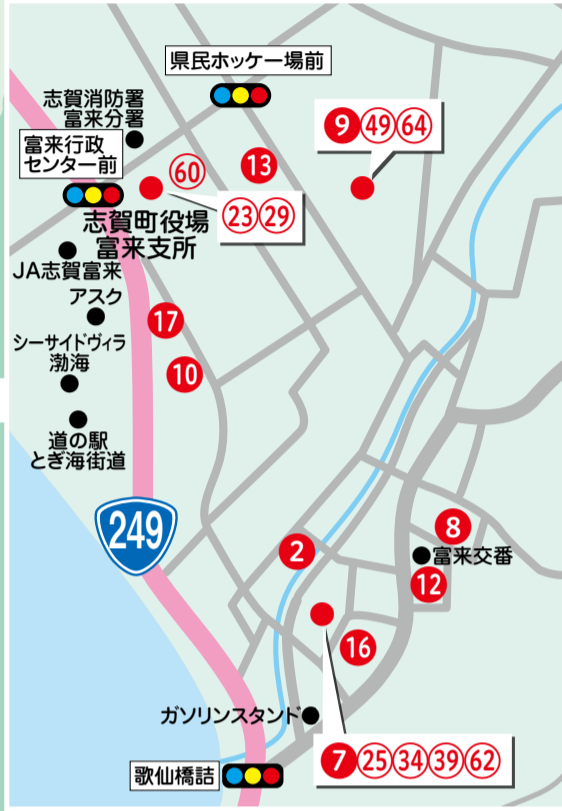 県民ホッケー場前
志賀消防署
富来分署
富来行政
センター前
9 49 64
60
13
23 29
志賀町役場
富来支所
JA志賀富来
アスク
17
シーサイドヴィラ
渤海
10
道の駅
とぎ海街道
249
2
8
富来交番
12
16
ガソリンスタンド
7 25 34 39 62
歌仙橋詰